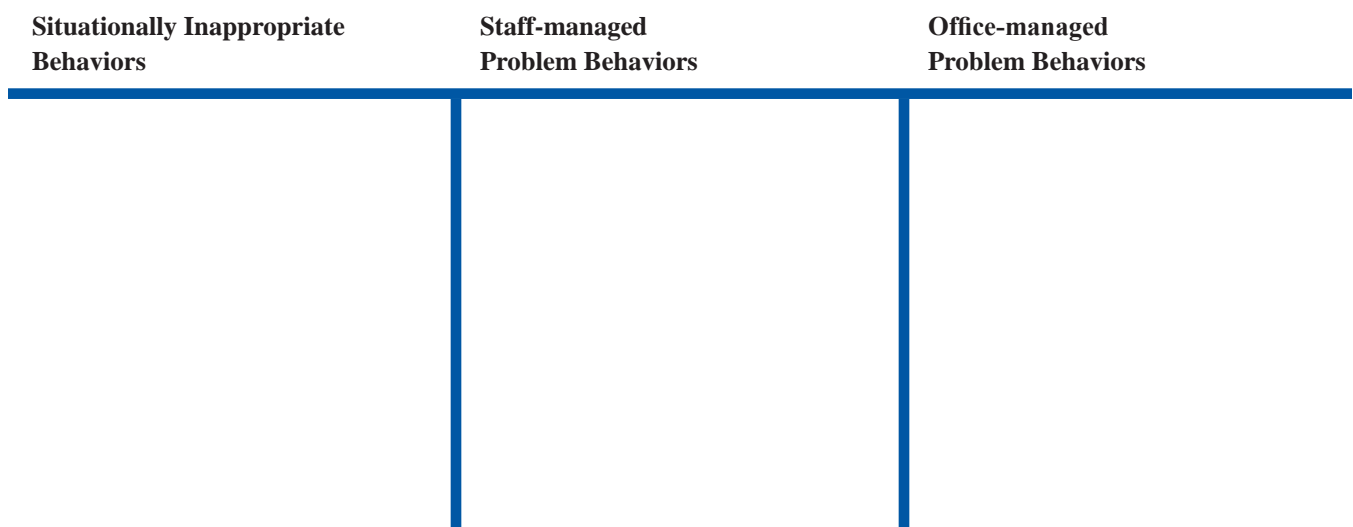 Situationally Inappropriate
Behaviors
Staff-managed
Problem Behaviors
Office-managed
Problem Behaviors